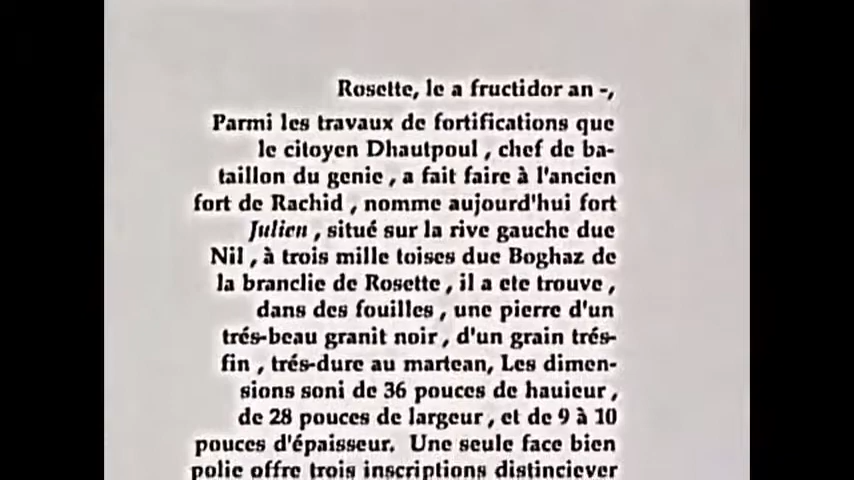 Rosette, le a fructidor an -,
Parmi les travaux de fortifications que
le citoyen Dhautpoul , chef de ba-
taillon du genie , a fait faire à l'ancien
fort de Rachid , nomme aujourd'hui fort
Julien , situé sur la rive gauche duc
Nil , à trois mille toises duc Boghaz de
la branclie de Rosette , il a ete trouve ,
dans des fouilles , une pierre d'un
trés-beau granit noir , d'un grain trés-
fin , trés-dure au martean, Les dimen-
sions soni de 36 pouces de hauieur ,
de 28 pouces de largeur , et de 9 à 10
pouces d'épaisseur. Une seule face bien
polie offre trois inscriptions distinciever